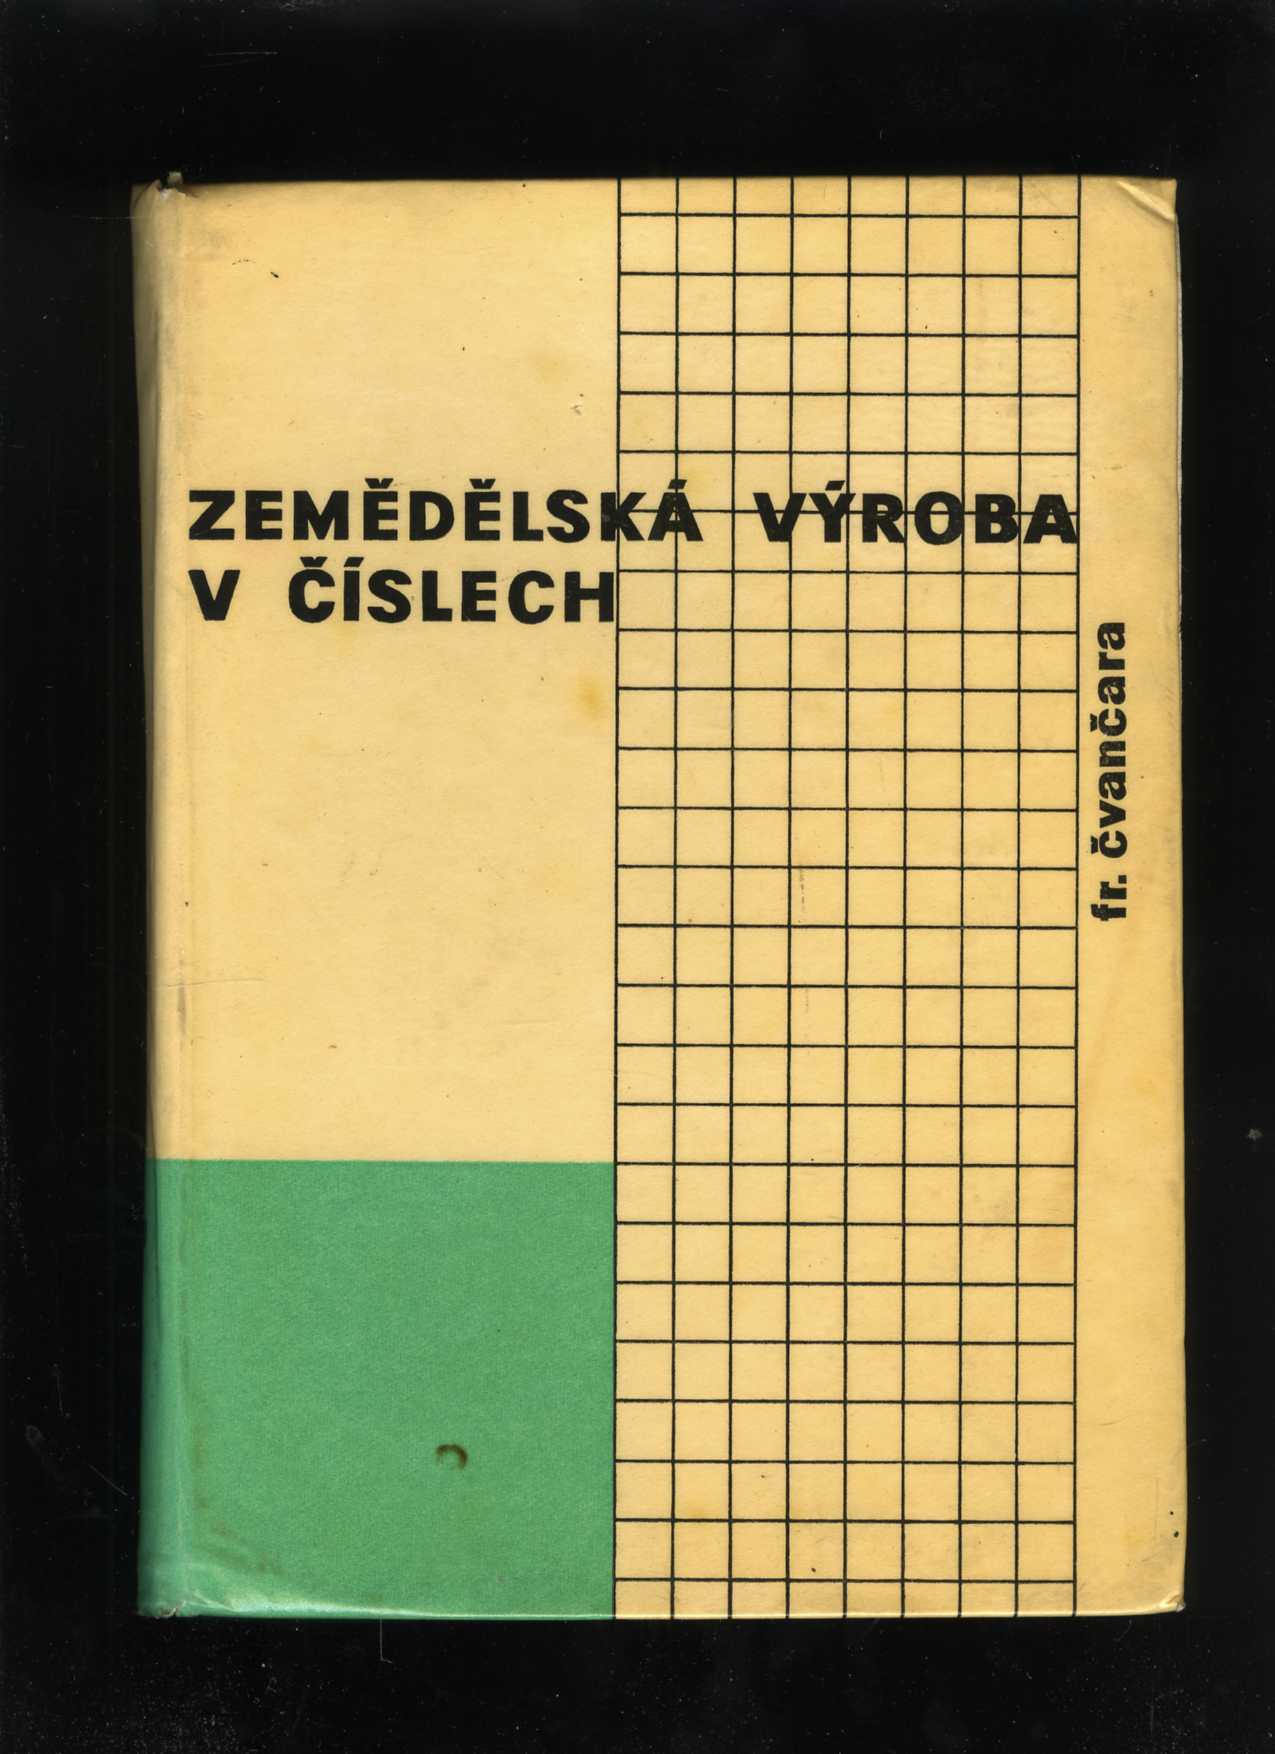 ZEMĚDĚLSKÁ VÝROBA
V ČÍSLECH
fr. čvančara